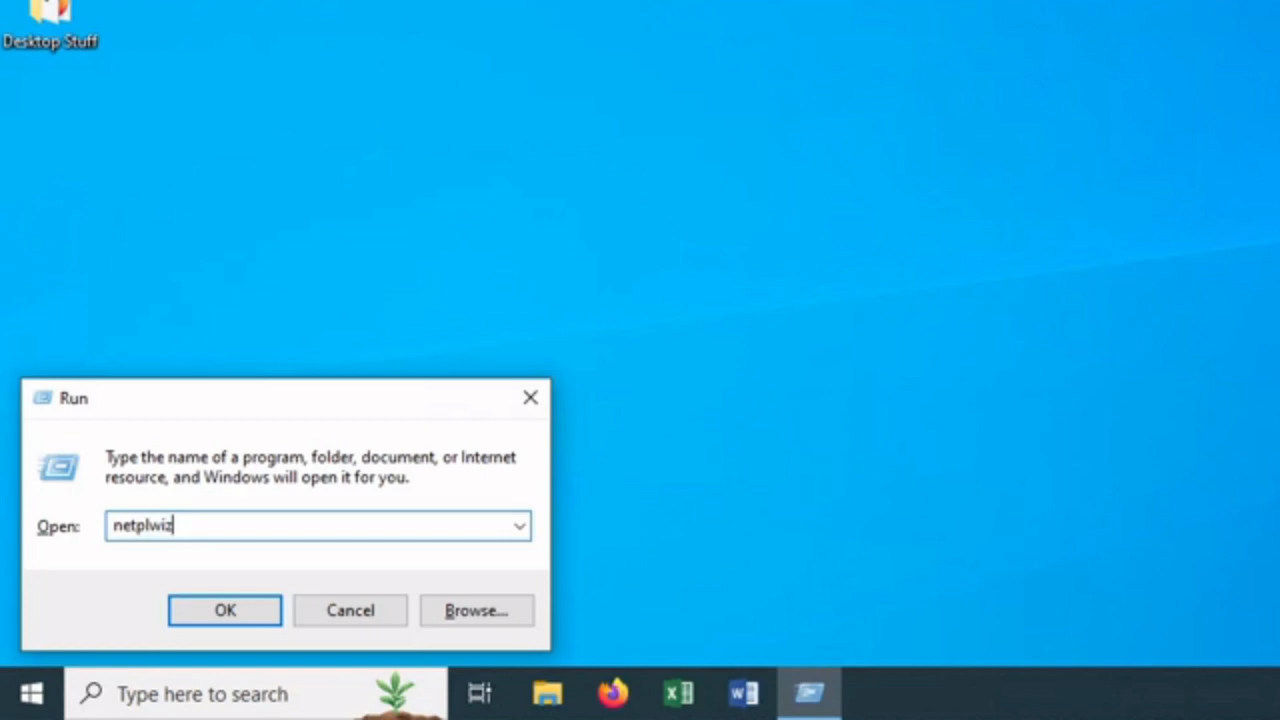 Desktop Stuff
Run
Type the name of a program, folder, document, or Internet
resource, and Windows will open it for you.
Open:
netplwiz
OK
Cancel
Browse...
Type here to search